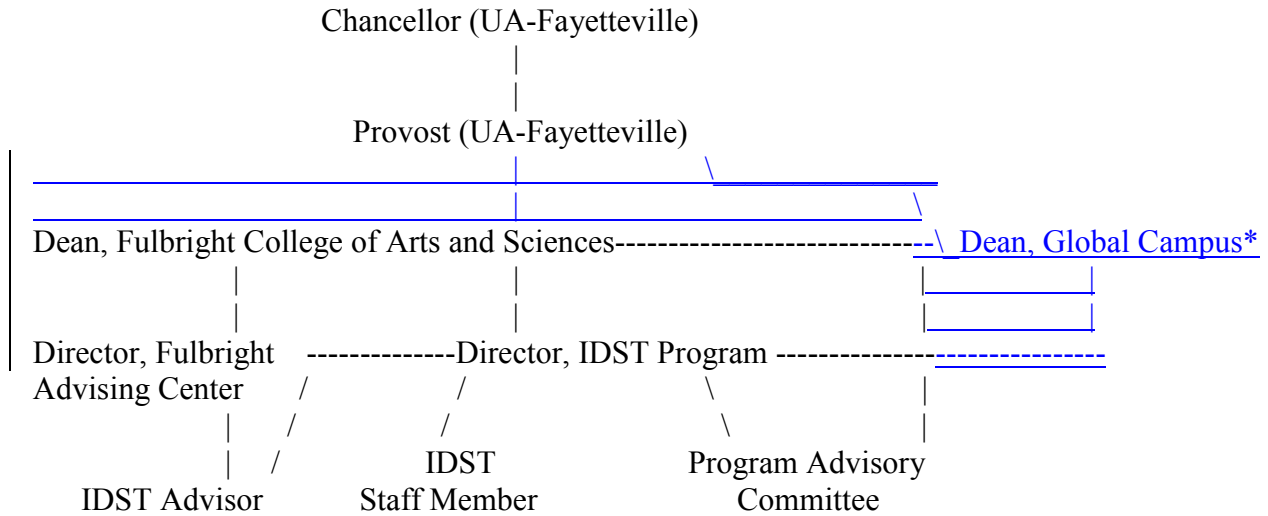 Chancellor (UA-Fayetteville)
Provost (UA-Fayetteville)
Dean, Fulbright College of Arts and Sciences------------------------------\_Dean, Global Campus*
Director, Fulbright --------------Director, IDST Program ------------------------------
Advising Center
IDST Program Advisory
IDST Advisor Staff Member Committee